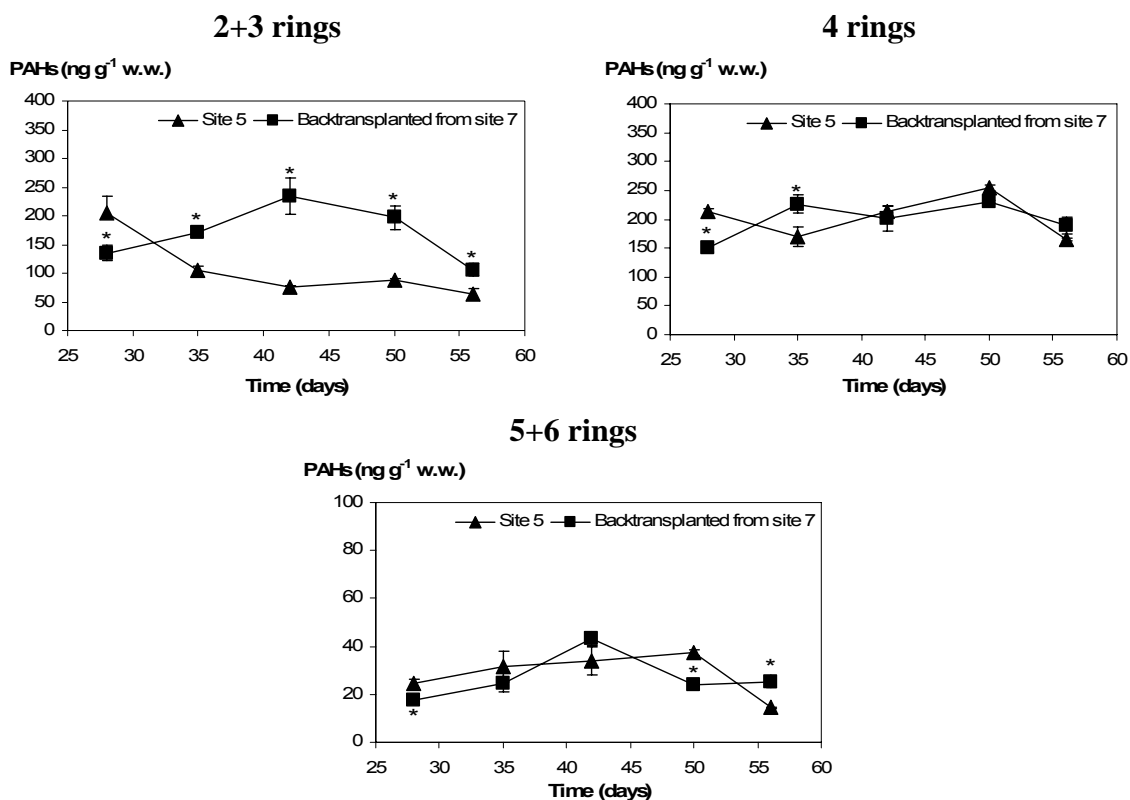 2+3 rings
PAHs (ng g⁻¹ w.w.)
400
350
300
250
200
150
100
50
0
Site 5 Backtransplanted from site 7
*
*
*
*
*
25 30 35 40 45 50 55 60
Time (days)
4 rings
PAHs (ng g⁻¹ w.w.)
400
350
300
250
200
150
100
50
0
Site 5 Backtransplanted from site 7
*
*
25 30 35 40 45 50 55 60
Time (days)
5+6 rings
PAHs (ng g⁻¹ w.w.)
100
80
60
40
20
0
Site 5 Backtransplanted from site 7
*
*
*
25 30 35 40 45 50 55 60
Time (days)